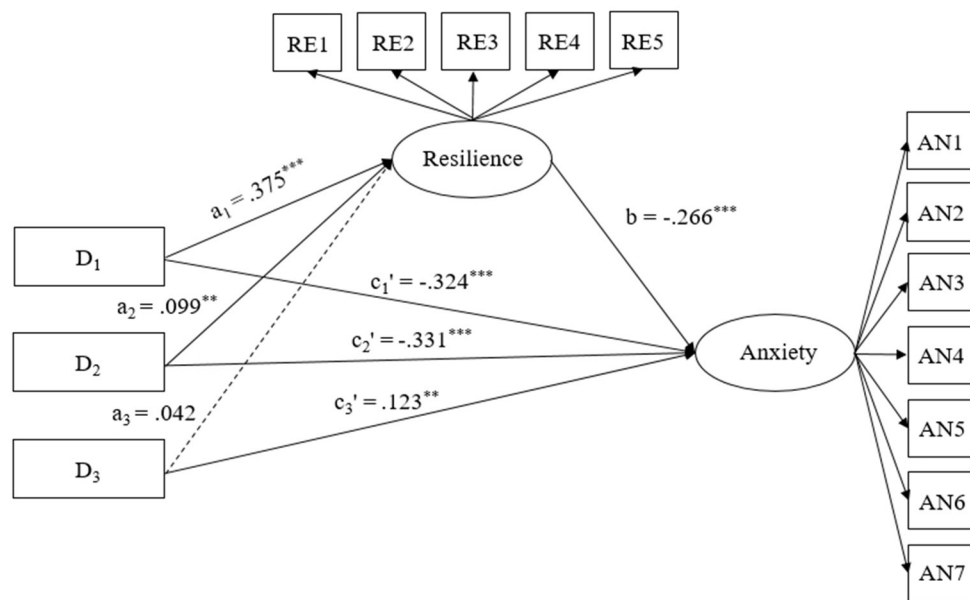 RE1 RE2 RE3 RE4 RE5
Resilience
a₁ = .375***
b = -.266***
D₁
c₁' = -.324***
a₂ = .099**
D₂
c₂' = -.331***
a₃ = .042
c₃' = .123**
D₃
Anxiety
AN1
AN2
AN3
AN4
AN5
AN6
AN7